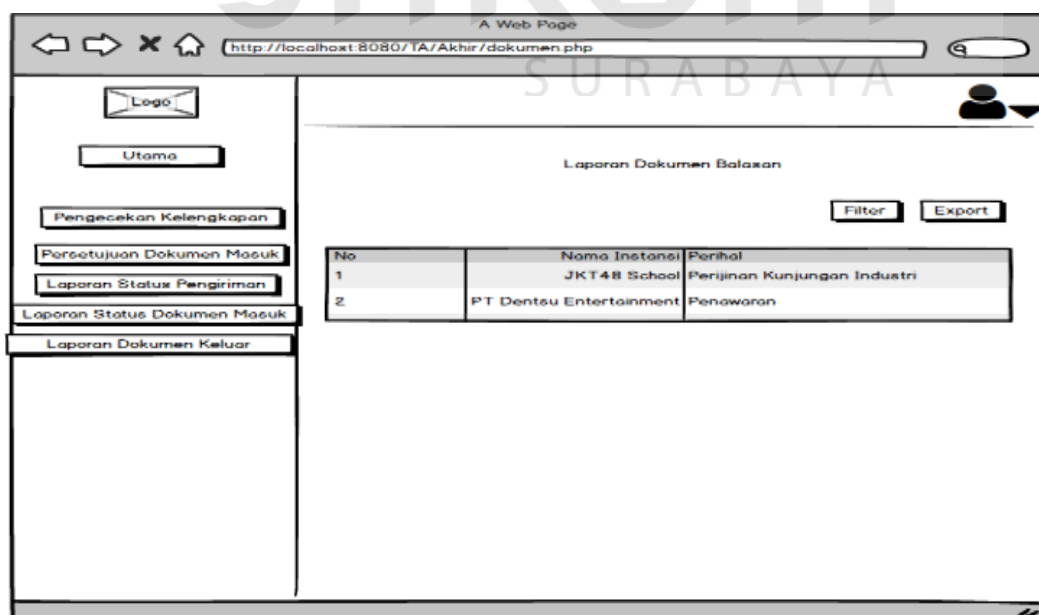 A Web Page
http://localhost:8080/TA/Akhir/dokumen.php
SURABAYA
Logo
Utama
Pengecekan Kelengkapan
Persetujuan Dokumen Masuk
Laporan Status Pengiriman
Laporan Status Dokumen Masuk
Laporan Dokumen Keluar
Laporan Dokumen Balasan
Filter Export
No Nama Instansi Perihal
1 JKT48 School Perijinan Kunjungan Industri
2 PT Dentsu Entertainment Penawaran